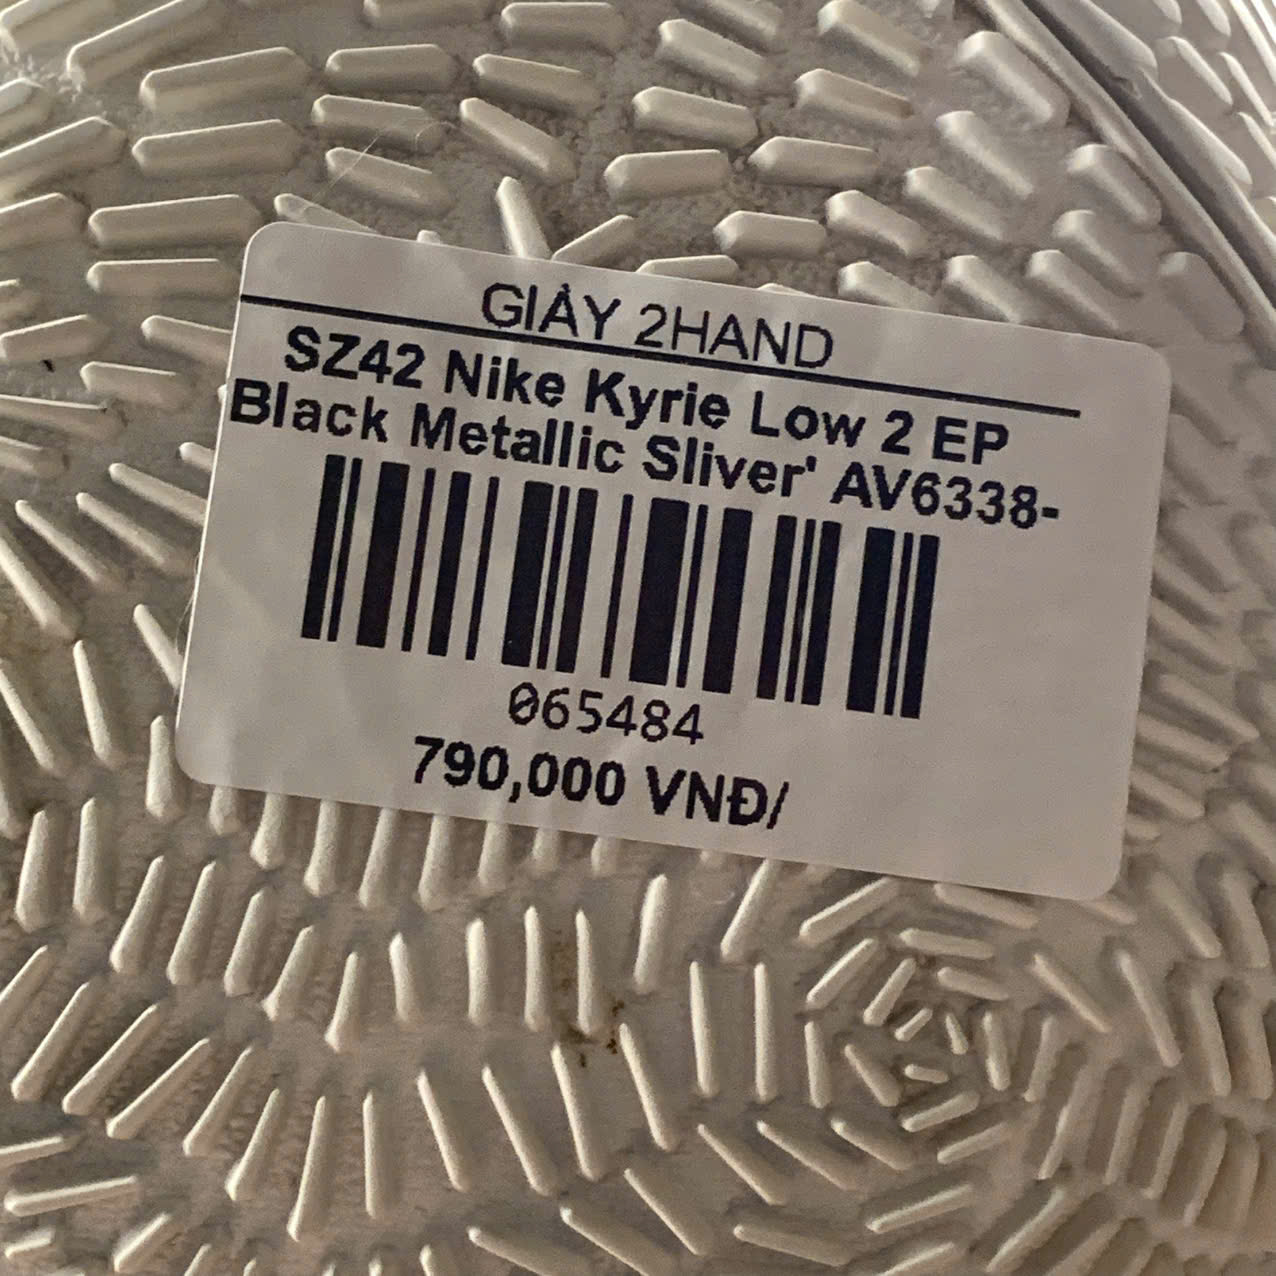 GIÀY 2HAND
SZ42 Nike Kyrie Low 2 EP
Black Metallic Sliver' AV6338-
065484
790,000 VNĐ/